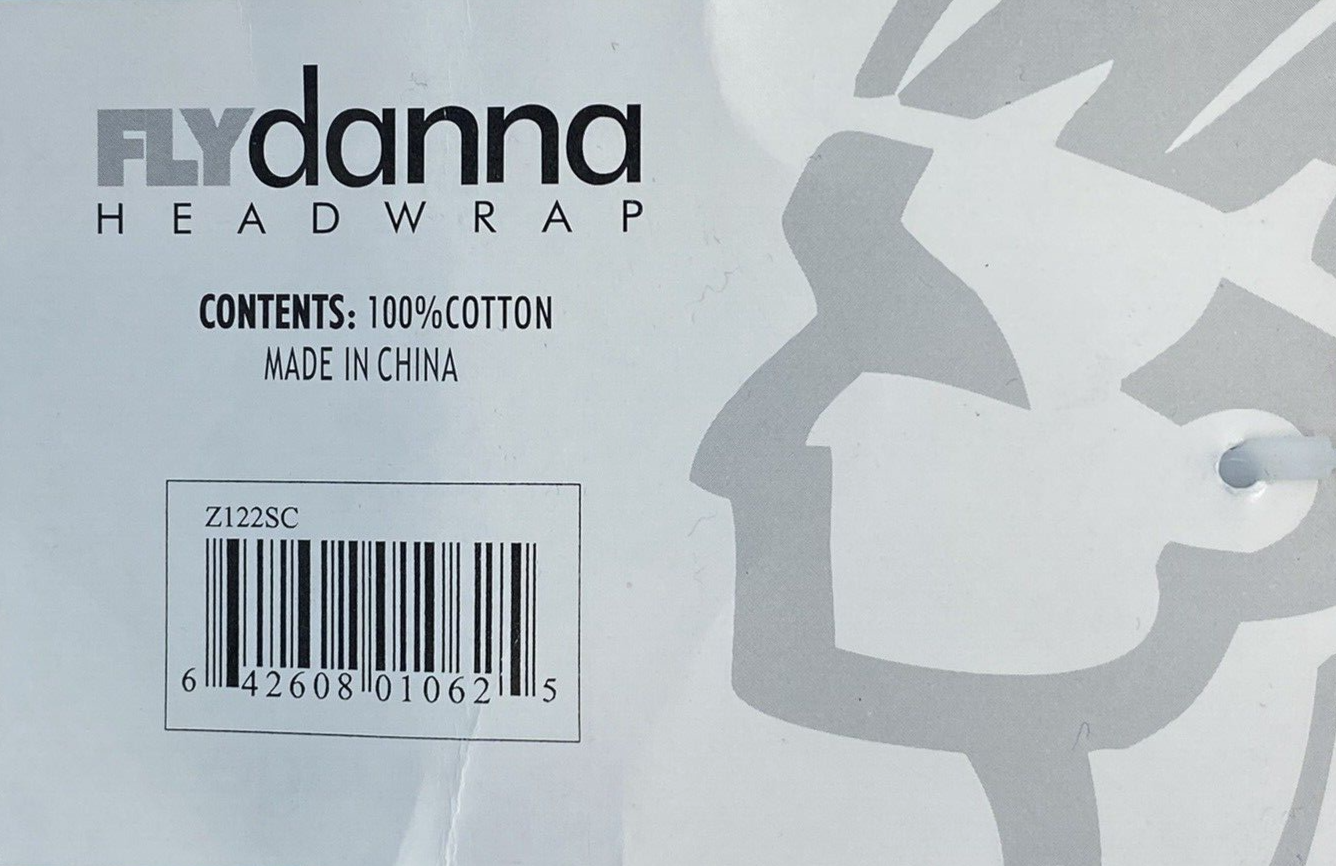 FLYdanna
HEADWRAP
CONTENTS: 100%COTTON
MADE IN CHINA
Z122SC
6 42608 01062 5